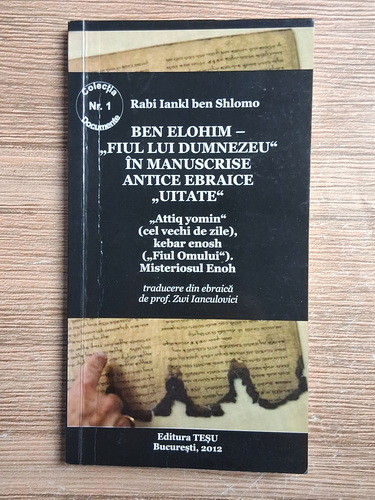 Colecția
Nr. 1
Documente
Rabi Iankl ben Shlomo
BEN ELOHIM –
„FIUL LUI DUMNEZEU“
ÎN MANUSCRISE
ANTICE EBRAICE
„UITATE“
„Attiq yomin“
(cel vechi de zile),
kebar enosh
(„Fiul Omului“).
Misteriosul Enoh
traducere din ebraică
de prof. Zwi Ianculovici
Editura TEȘU
București, 2012